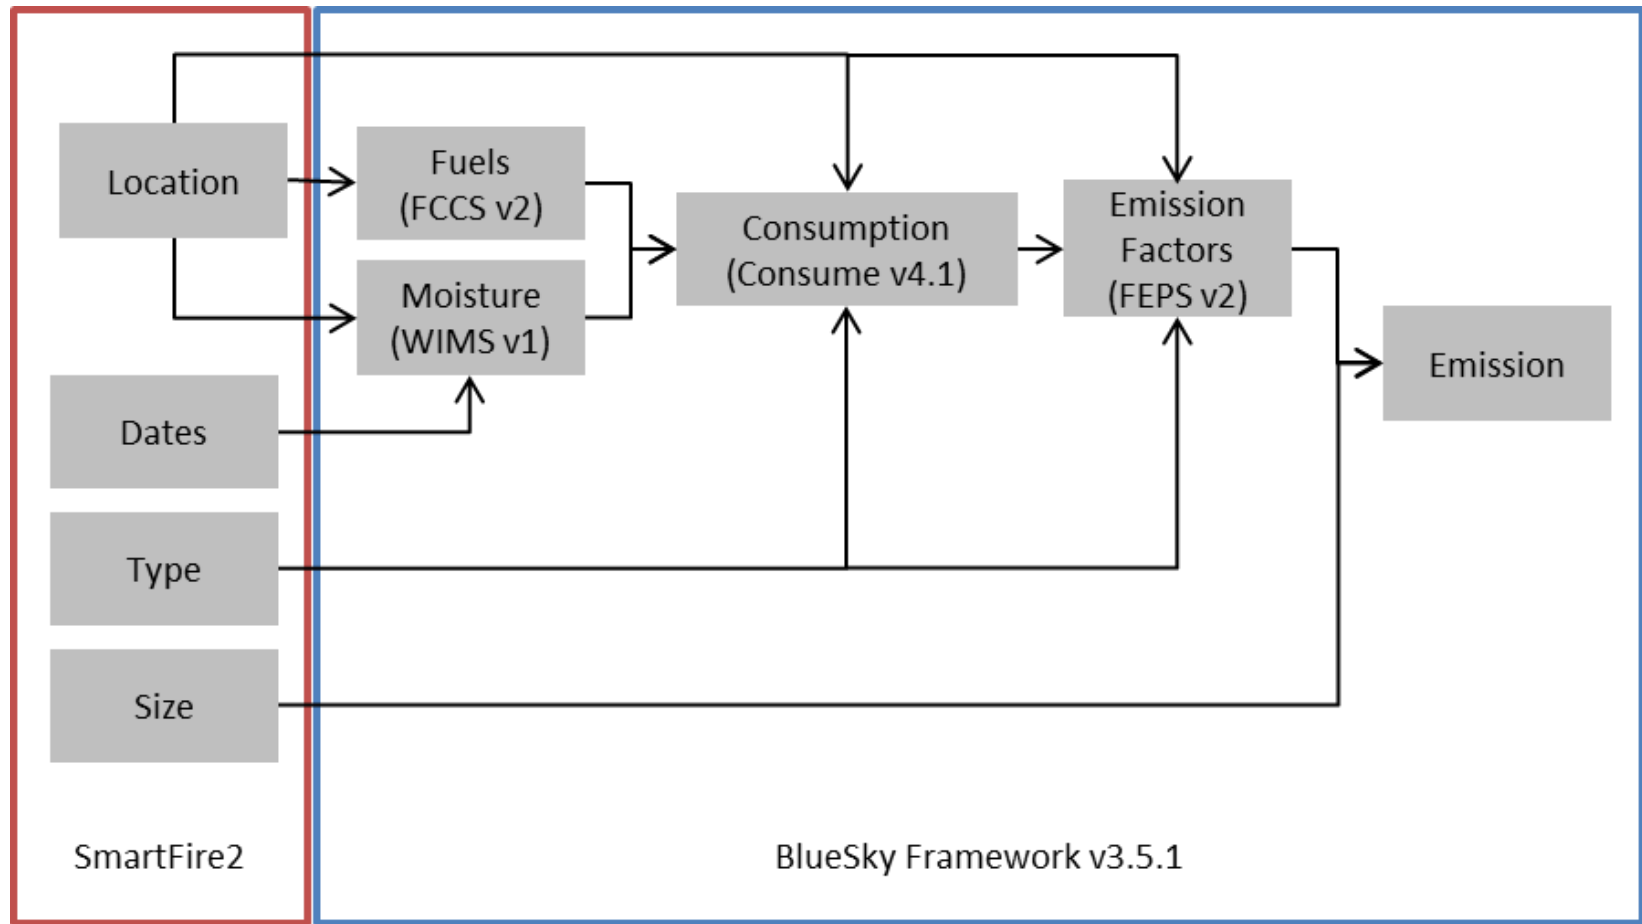 Location
Fuels
(FCCS v2)
Moisture
(WIMS v1)
Consumption
(Consume v4.1)
Emission
Factors
(FEPS v2)
Emission
Dates
Type
Size
SmartFire2
BlueSky Framework v3.5.1